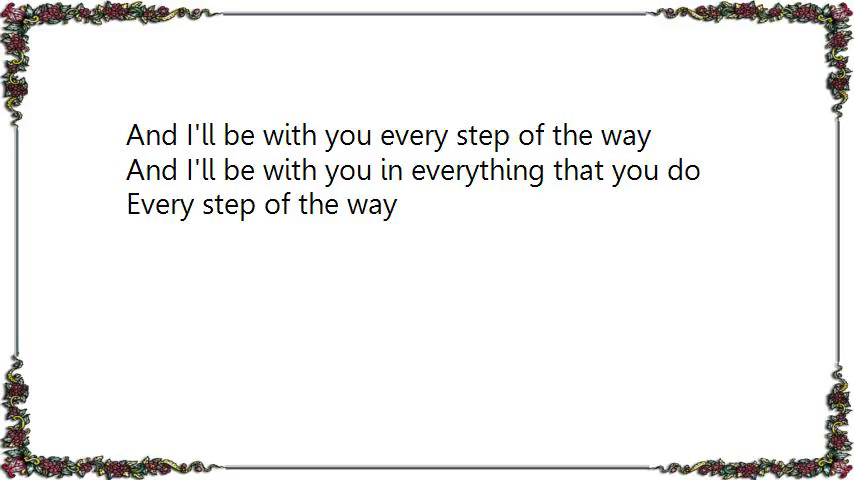 And I'll be with you every step of the way
And I'll be with you in everything that you do
Every step of the way